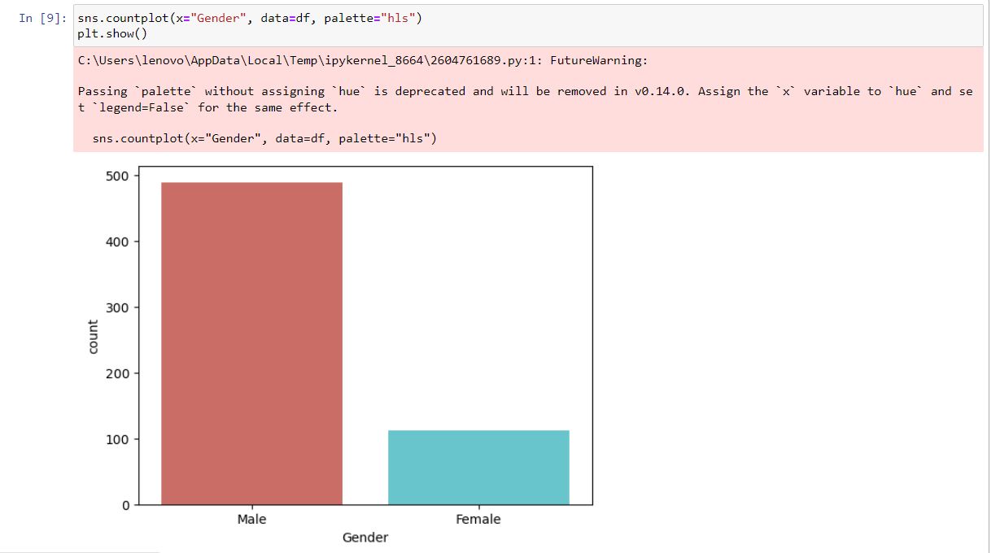 In [9]: sns.countplot(x="Gender", data=df, palette="hls")
plt.show()
C:\Users\lenovo\AppData\Local\Temp\ipykernel_8664\2604761689.py:1: FutureWarning:
Passing `palette` without assigning `hue` is deprecated and will be removed in v0.14.0. Assign the `x` variable to `hue` and se
t `legend=False` for the same effect.
sns.countplot(x="Gender", data=df, palette="hls")
500
400
300
count
200
100
0
Male Female
Gender